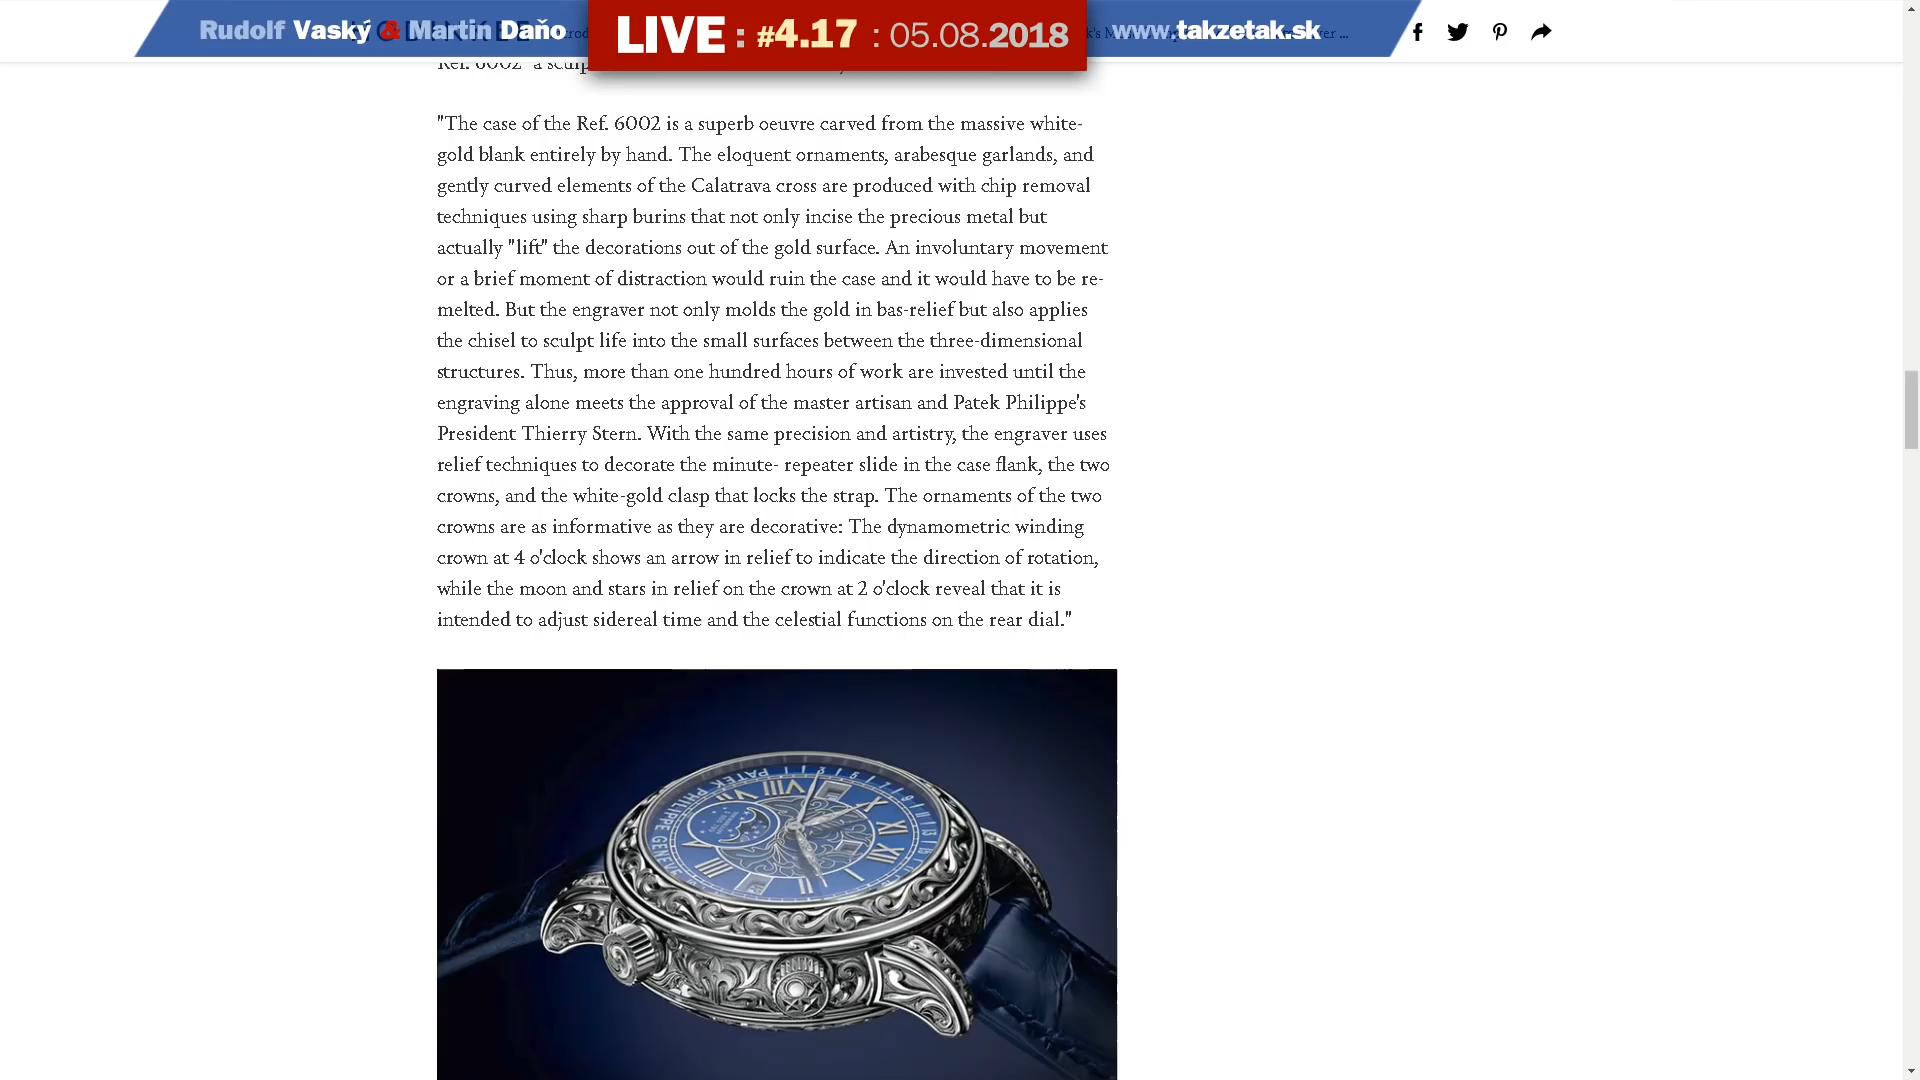 Rudolf Vaský & Martin Daňo
LIVE : #4.17 : 05.08.2018
www.takzetak.sk
Ref. 6002 a
"The case of the Ref. 6002 is a superb oeuvre carved from the massive white-
gold blank entirely by hand. The eloquent ornaments, arabesque garlands, and
gently curved elements of the Calatrava cross are produced with chip removal
techniques using sharp burins that not only incise the precious metal but
actually "lift" the decorations out of the gold surface. An involuntary movement
or a brief moment of distraction would ruin the case and it would have to be re-
melted. But the engraver not only molds the gold in bas-relief but also applies
the chisel to sculpt life into the small surfaces between the three-dimensional
structures. Thus, more than one hundred hours of work are invested until the
engraving alone meets the approval of the master artisan and Patek Philippe's
President Thierry Stern. With the same precision and artistry, the engraver uses
relief techniques to decorate the minute- repeater slide in the case flank, the two
crowns, and the white-gold clasp that locks the strap. The ornaments of the two
crowns are as informative as they are decorative: The dynamometric winding
crown at 4 o'clock shows an arrow in relief to indicate the direction of rotation,
while the moon and stars in relief on the crown at 2 o'clock reveal that it is
intended to adjust sidereal time and the celestial functions on the rear dial."
PATEK PHILIPPE GENEVE